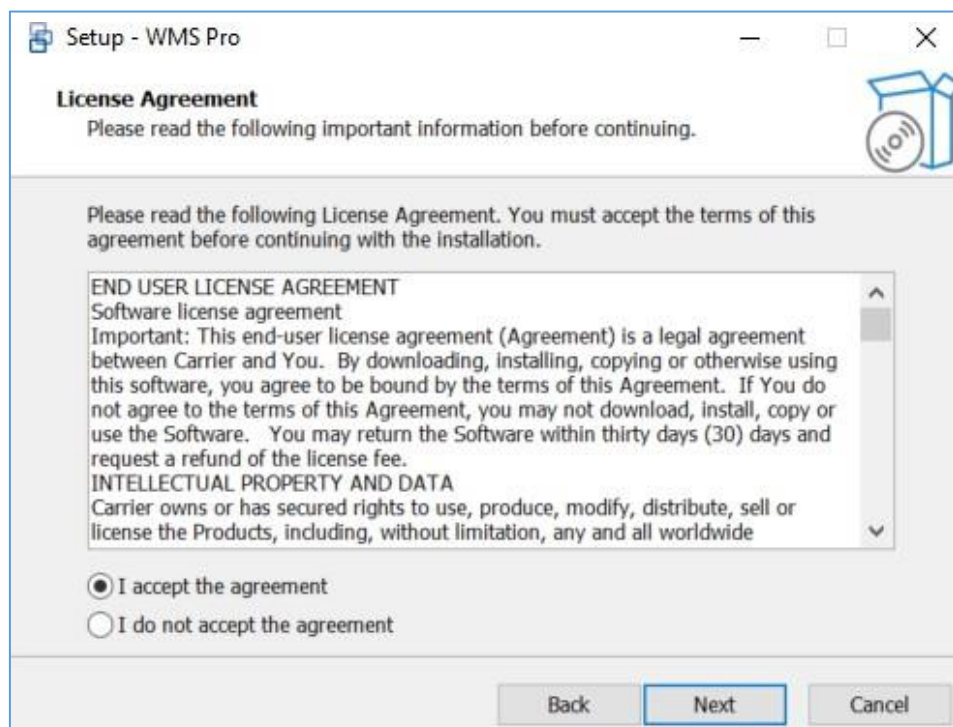 Setup - WMS Pro
License Agreement
Please read the following important information before continuing.
Please read the following License Agreement. You must accept the terms of this
agreement before continuing with the installation.
END USER LICENSE AGREEMENT
Software license agreement
Important: This end-user license agreement (Agreement) is a legal agreement
between Carrier and You.  By downloading, installing, copying or otherwise using
this software, you agree to be bound by the terms of this Agreement.  If You do
not agree to the terms of this Agreement, you may not download, install, copy or
use the Software.   You may return the Software within thirty days (30) days and
request a refund of the license fee.
INTELLECTUAL PROPERTY AND DATA
Carrier owns or has secured rights to use, produce, modify, distribute, sell or
license the Products, including, without limitation, any and all worldwide
I accept the agreement
I do not accept the agreement
Back Next Cancel